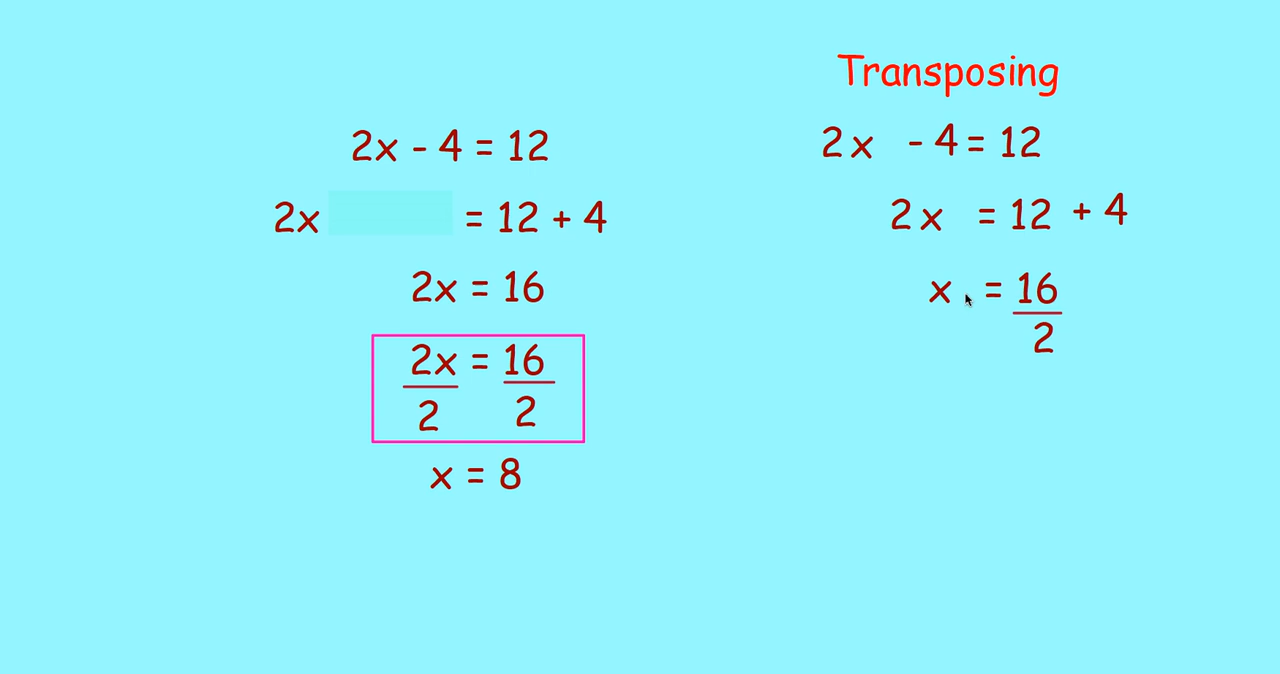 2x - 4 = 12
2x = 12 + 4
2x = 16
2x = 16
2 2
x = 8
Transposing
2x - 4 = 12
2x = 12 + 4
x = 16
2